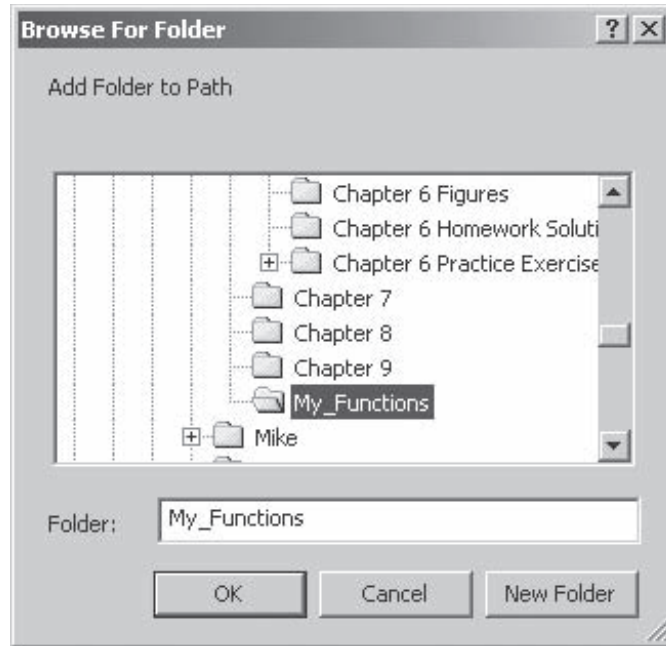 Browse For Folder
Add Folder to Path
Chapter 6 Figures
Chapter 6 Homework Soluti
Chapter 6 Practice Exercise
Chapter 7
Chapter 8
Chapter 9
My_Functions
Mike
Folder: My_Functions
OK Cancel New Folder